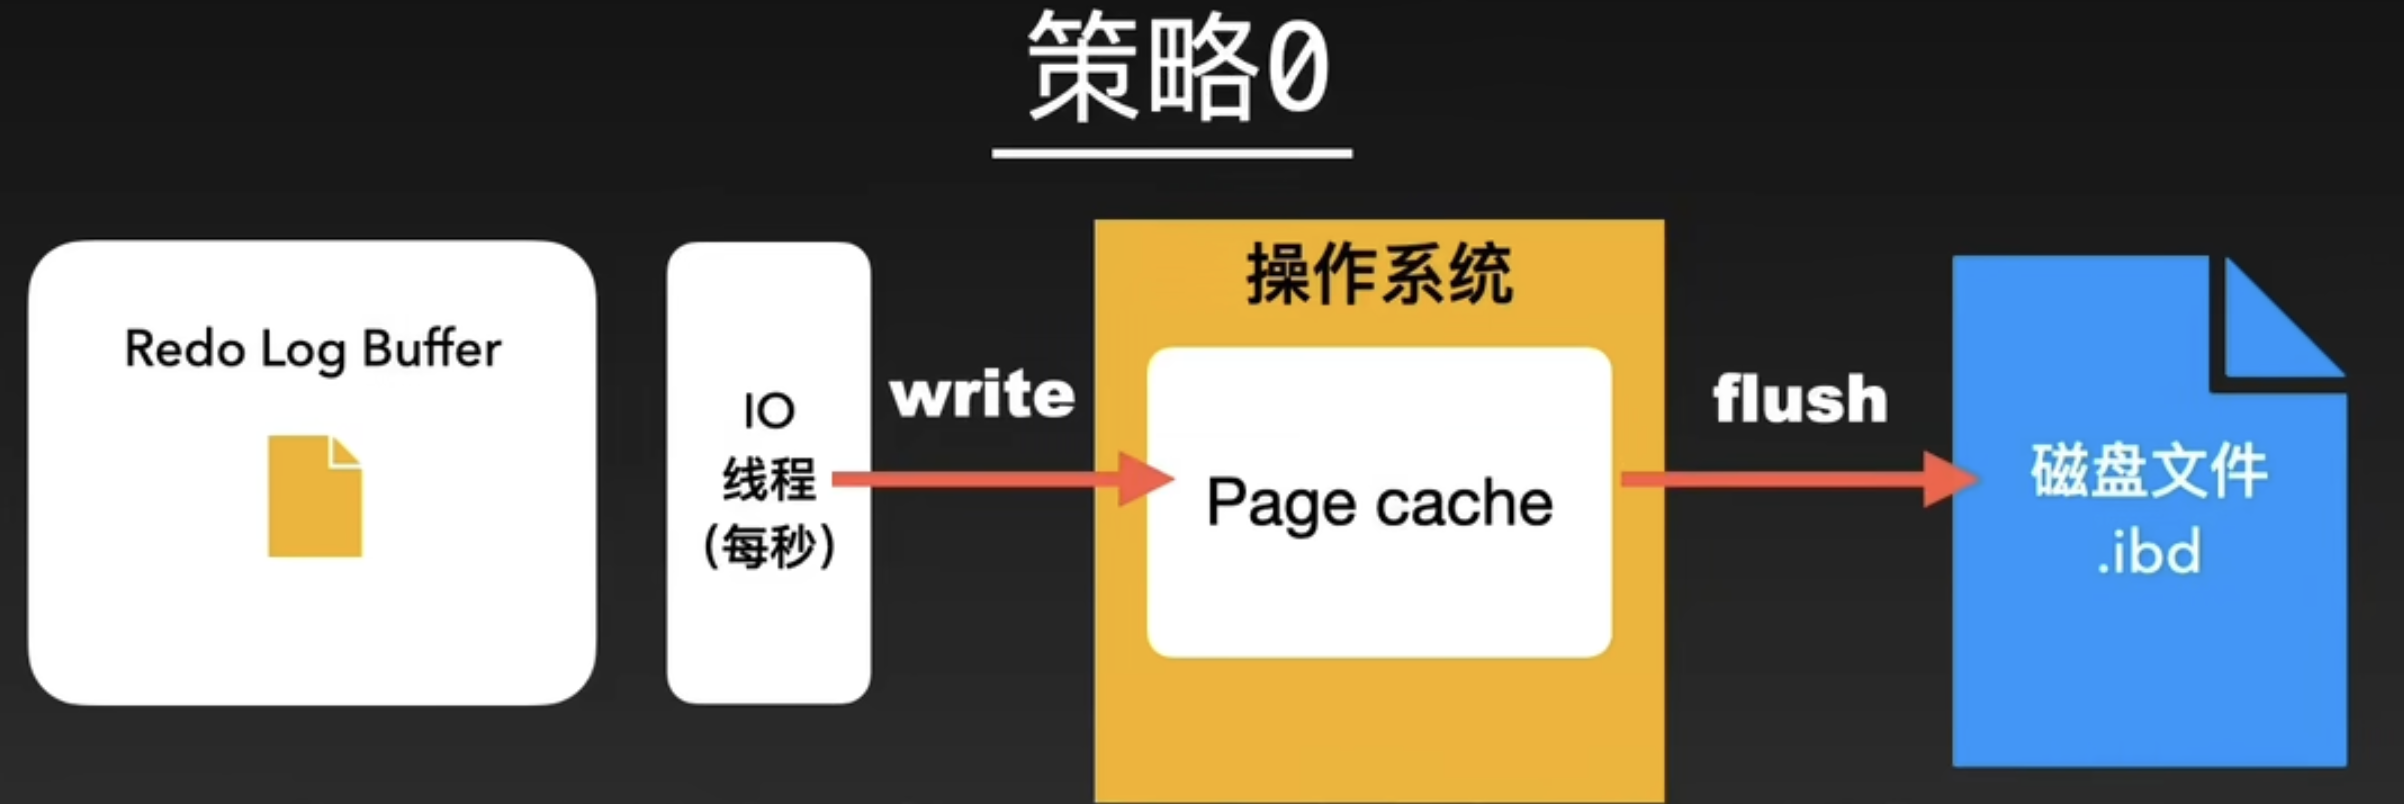 策略0
Redo Log Buffer
IO
线程
(每秒)
write
操作系统
Page cache
flush
磁盘文件
.ibd